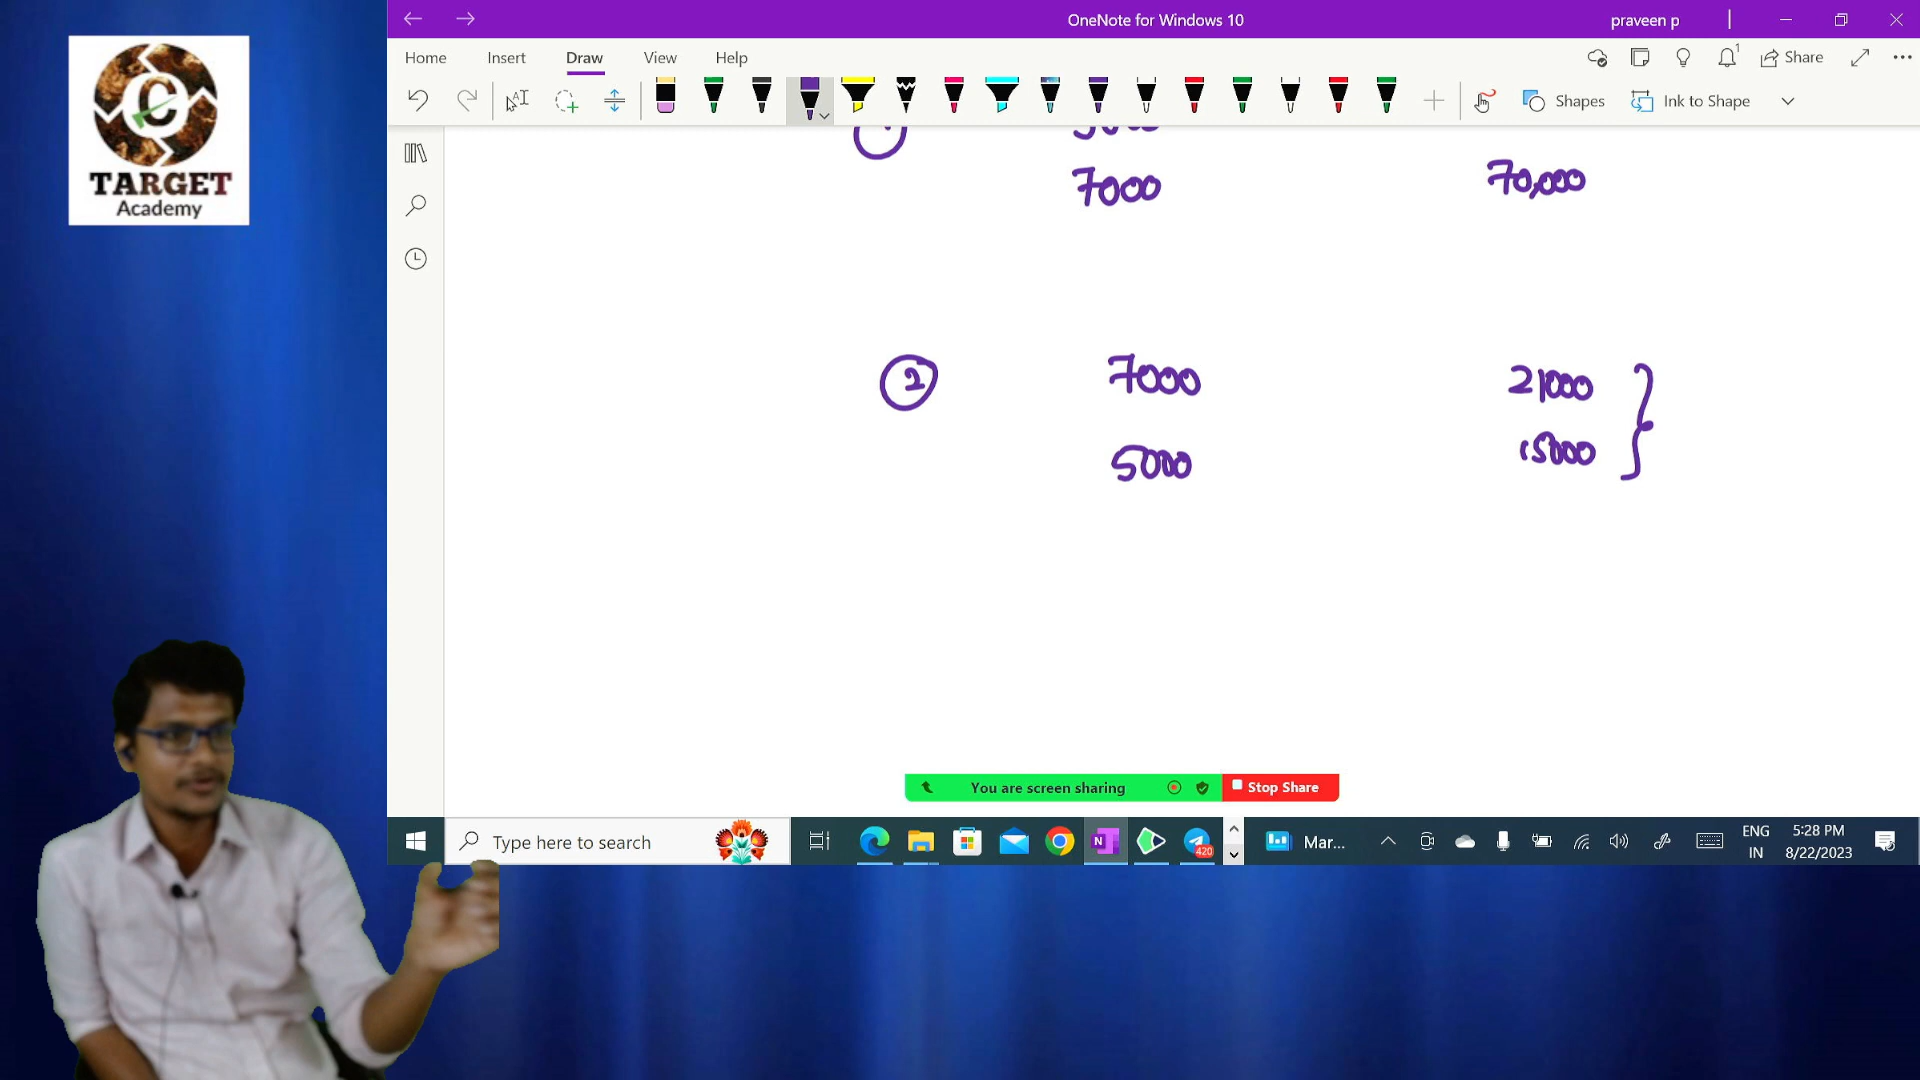 OneNote for Windows 10
praveen p
Home Insert Draw View Help
1
Share
Shapes
Ink to Shape
C
TARGET
Academy
7000 70,000
2 7000 21000
5000 15000
You are screen sharing
Stop Share
Type here to search
420
Mar...
ENG
IN
5:28 PM
8/22/2023